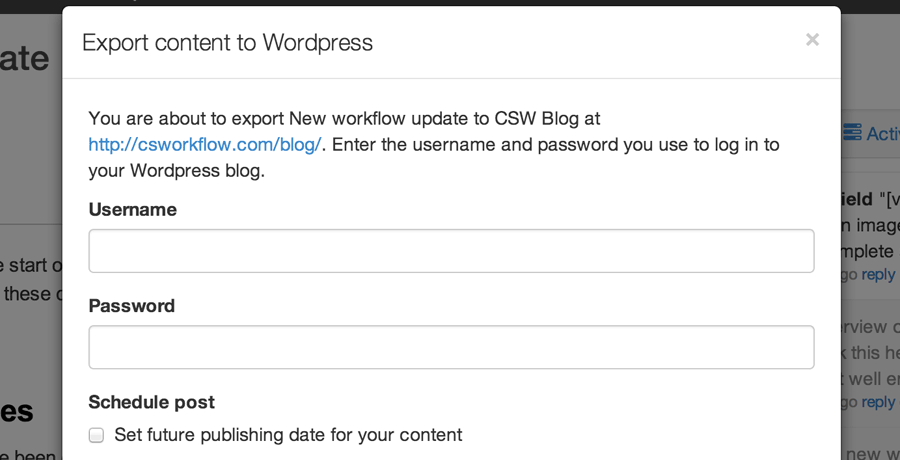 Export content to Wordpress
×
You are about to export New workflow update to CSW Blog at
http://csworkflow.com/blog/. Enter the username and password you use to log in to
your Wordpress blog.
Username
Password
Schedule post
Set future publishing date for your content
ate
start o
these
es
been
Acti
ield "[v
n image
mplete
go reply
rview o
k this he
t well en
go reply
new w